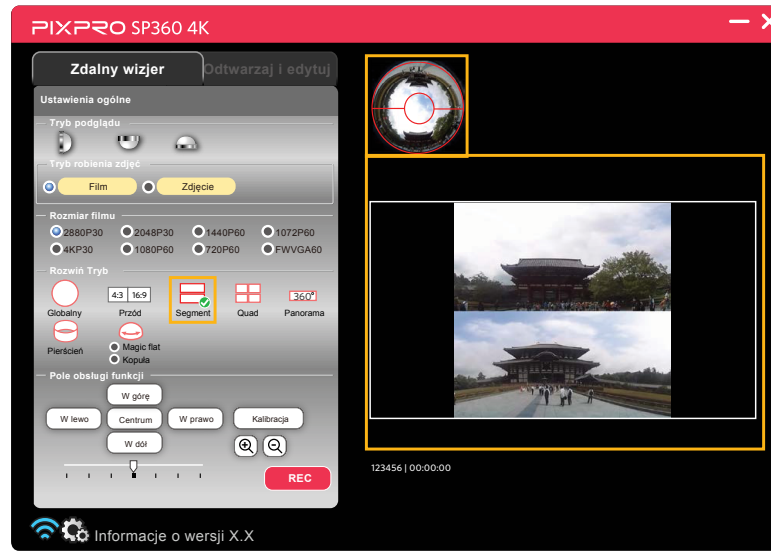 PIXPRO SP360 4K
Zdalny wizjer Odtwarzaj i edytuj
Ustawienia ogólne
Tryb podglądu
Tryb robienia zdjęć
Film Zdjęcie
Rozmiar filmu
2880P30 2048P30 1440P60 1072P60
4KP30 1080P60 720P60 FWVGA60
Rozwiń Tryb
4:3 16:9 360°
Globalny Przód Segment Quad Panorama
Pierścień Magic flat
Kopuła
Pole obsługi funkcji
W górę
W lewo Centrum W prawo Kalibracja
W dół
REC
123456 | 00:00:00
Informacje o wersji X.X